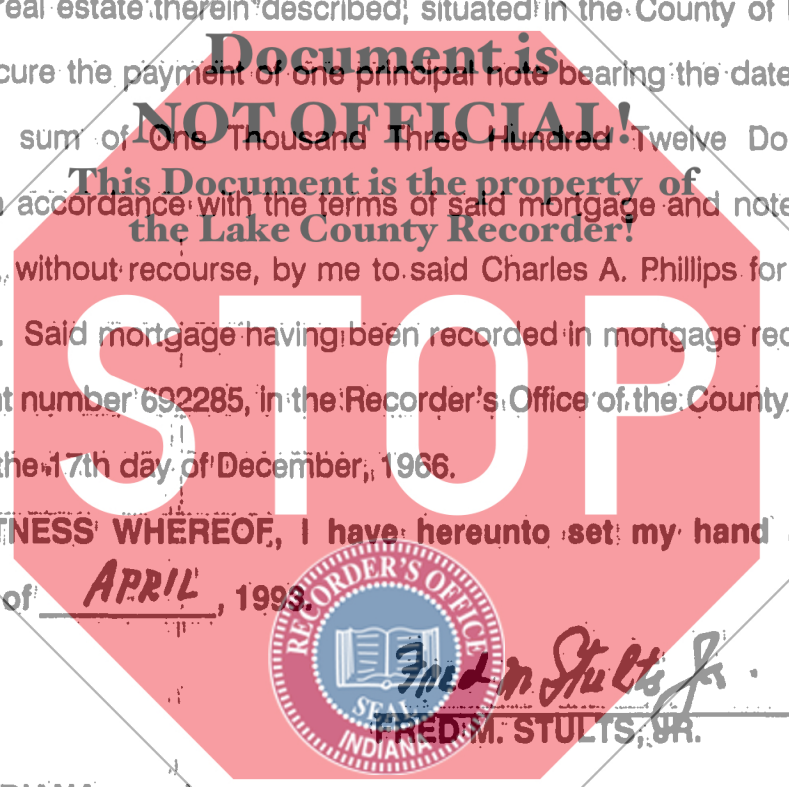 real estate therein described, situated in the County of
Document is
cure the payment of one principal note bearing the date
NOT OFFICIAL!
sum of One Thousand Three Hundred Twelve Do
This Document is the property of
accordance with the terms of said mortgage and note
the Lake County Recorder!
without recourse, by me to said Charles A. Phillips for
STOP
. Said mortgage having been recorded in mortgage rec
t number 692285, in the Recorder's Office of the County
the 17th day of December, 1966.
TNESS WHEREOF, I have hereunto set my hand
of APRIL, 1993.
RECORDER'S OFFICE
SEAL
INDIANA
Fred M. Stults Jr.
FRED M. STULTS, JR.